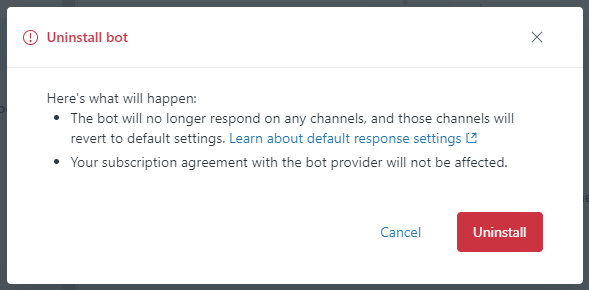 Uninstall bot
Here's what will happen:
• The bot will no longer respond on any channels, and those channels will
revert to default settings. Learn about default response settings
• Your subscription agreement with the bot provider will not be affected.
Cancel
Uninstall